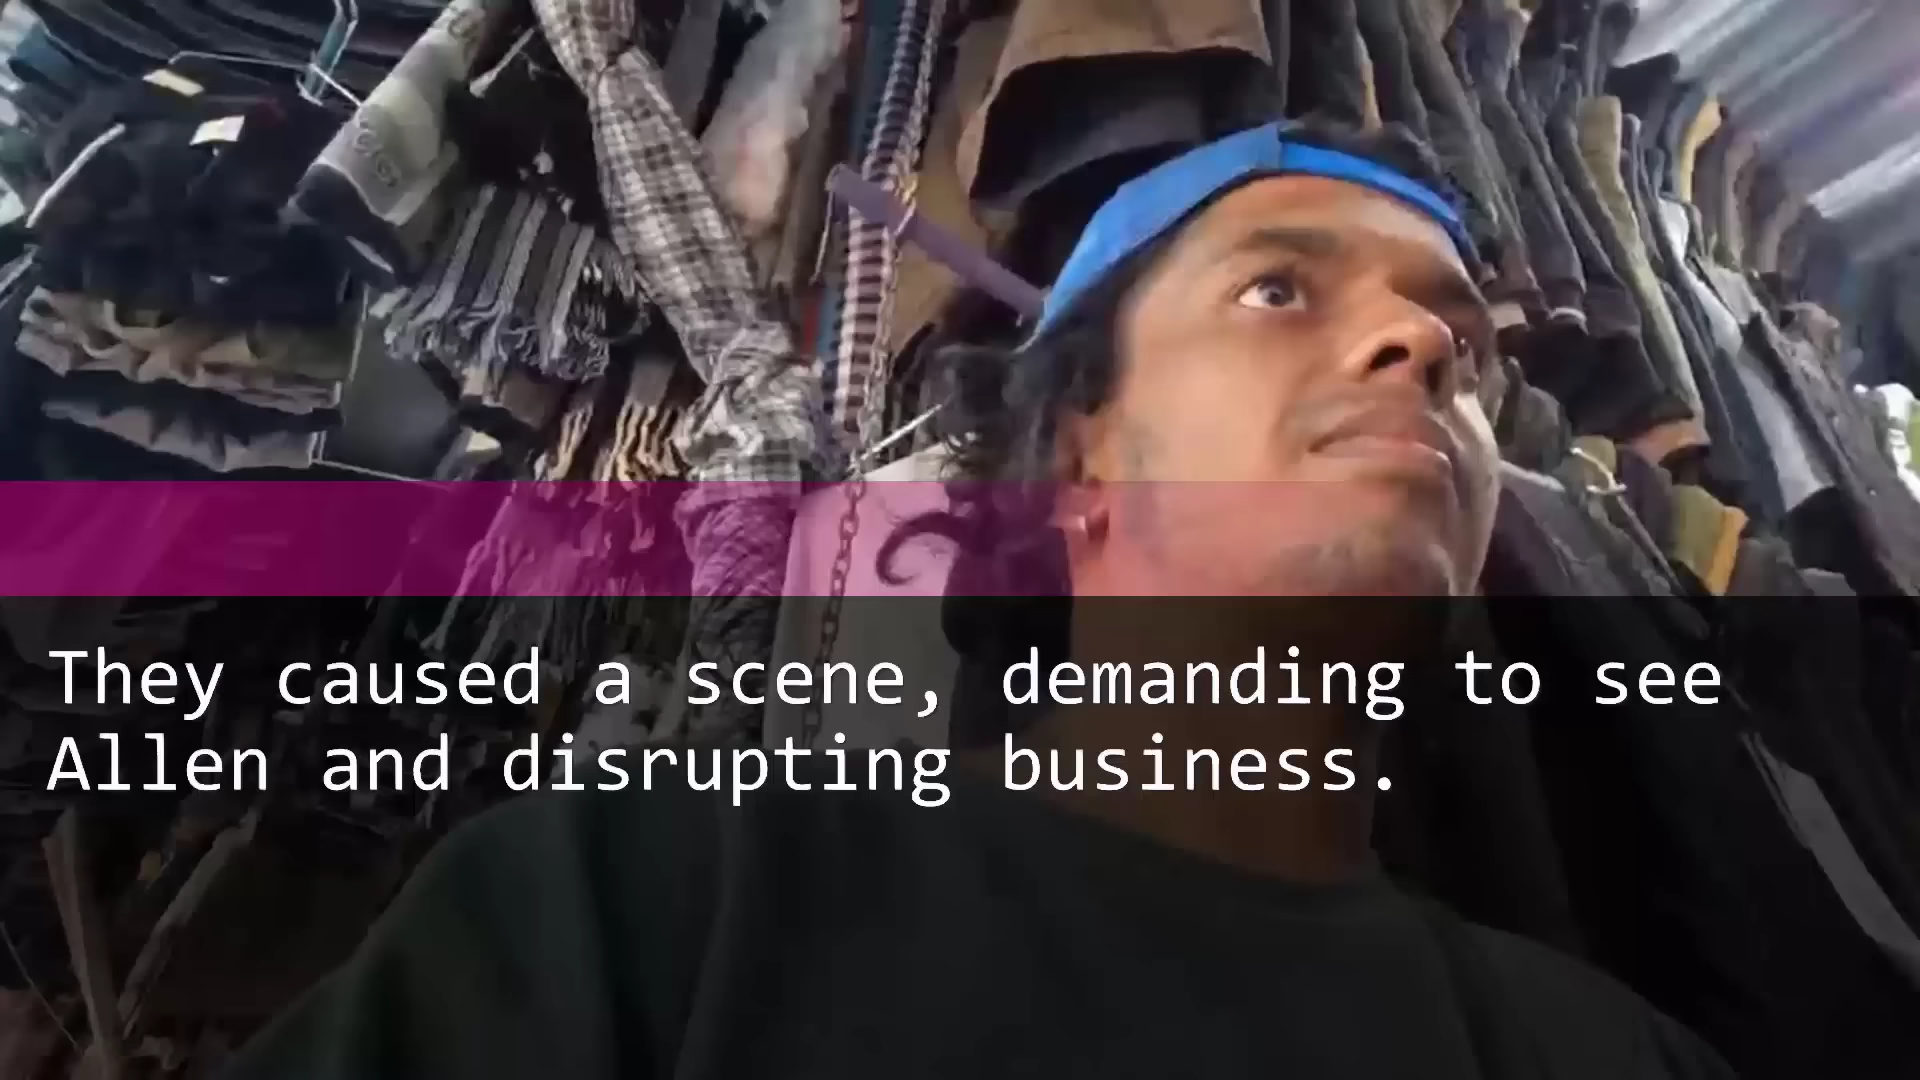 They caused a scene, demanding to see
Allen and disrupting business.